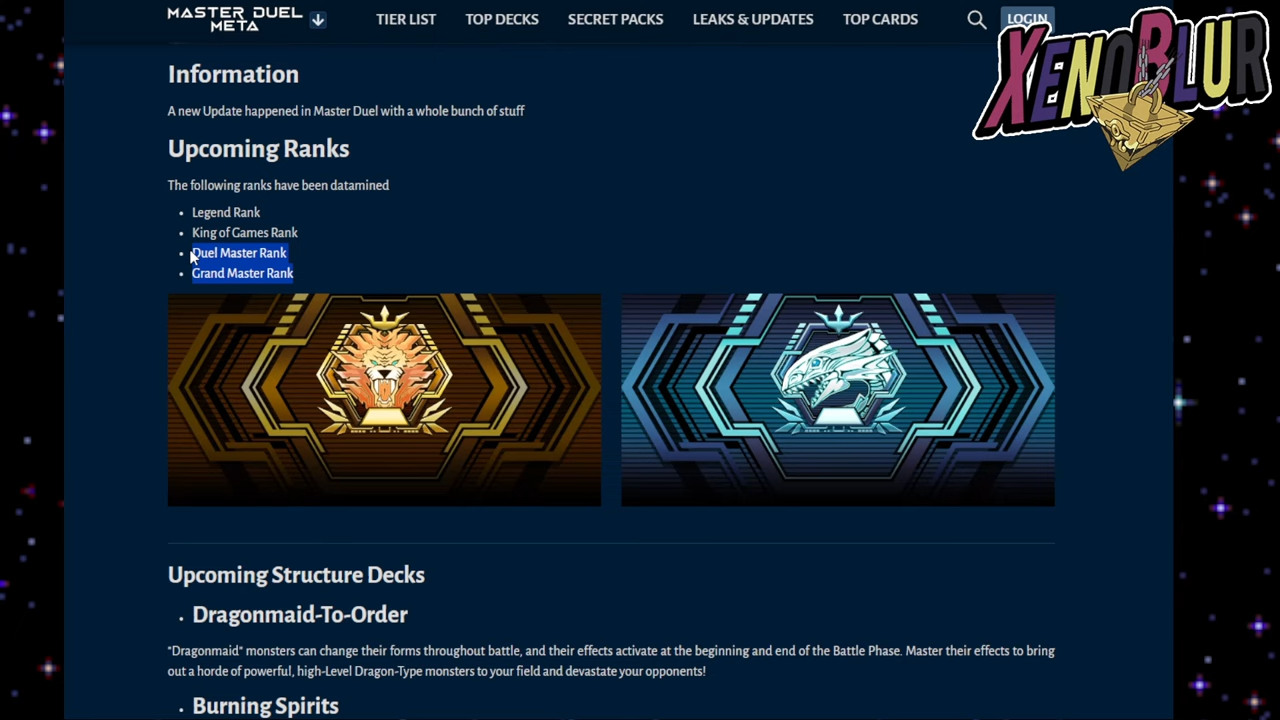 MASTER DUEL
META
TIER LIST
TOP DECKS
SECRET PACKS
LEAKS & UPDATES
TOP CARDS
LOGIN
XENOBLUR
Information
A new Update happened in Master Duel with a whole bunch of stuff
Upcoming Ranks
The following ranks have been datamined
• Legend Rank
• King of Games Rank
• Duel Master Rank
• Grand Master Rank
Upcoming Structure Decks
• Dragonmaid-To-Order
"Dragonmaid" monsters can change their forms throughout battle, and their effects activate at the beginning and end of the Battle Phase. Master their effects to bring
out a horde of powerful, high-Level Dragon-Type monsters to your field and devastate your opponents!
• Burning Spirits